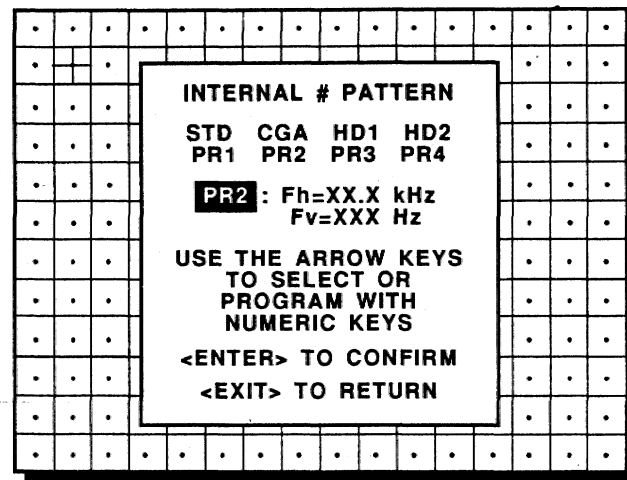 INTERNAL # PATTERN
STD CGA HD1 HD2
PR1 PR2 PR3 PR4
PR2 : Fh=XX.X kHz
Fv=XXX Hz
USE THE ARROW KEYS
TO SELECT OR
PROGRAM WITH
NUMERIC KEYS
<ENTER> TO CONFIRM
<EXIT> TO RETURN